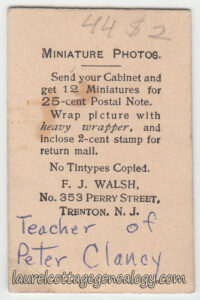 44 $2
MINIATURE PHOTOS.
Send your Cabinet and
get 12 Miniatures for
25-cent Postal Note.
Wrap picture with
heavy wrapper, and
inclose 2-cent stamp for
return mail.
No Tintypes Copied.
F. J. WALSH,
No. 353 PERRY STREET,
TRENTON. N. J.
Teacher of
Peter Clancy
laurelcottagegenealogy.com